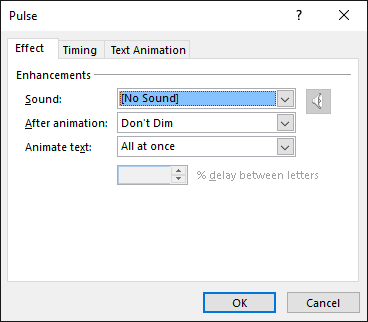 Pulse
Effect Timing Text Animation
Enhancements
Sound: [No Sound]
After animation: Don't Dim
Animate text: All at once
% delay between letters
OK Cancel